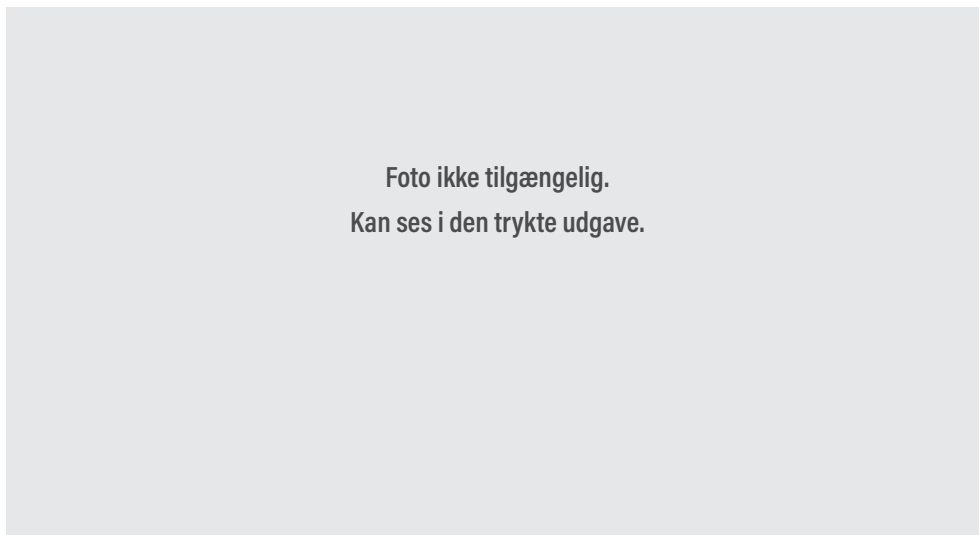 Foto ikke tilgængelig.
Kan ses i den trykte udgave.